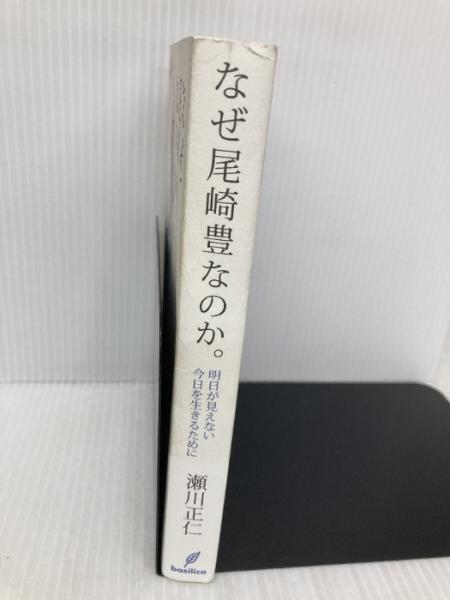 なぜ尾崎豊なのか。
明日が見えない
今日を生きるために
瀬川正仁
basilico